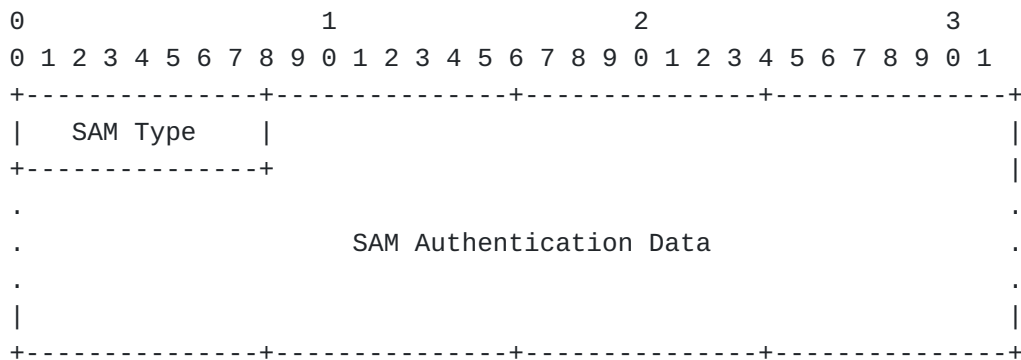 0                   1                   2                   3
0 1 2 3 4 5 6 7 8 9 0 1 2 3 4 5 6 7 8 9 0 1 2 3 4 5 6 7 8 9 0 1
+---------------+---------------+---------------+---------------+
|   SAM Type    |                                               |
+---------------+                                               |
.                                                               .
.                     SAM Authentication Data                   .
.                                                               .
|                                                               |
+---------------+---------------+---------------+---------------+